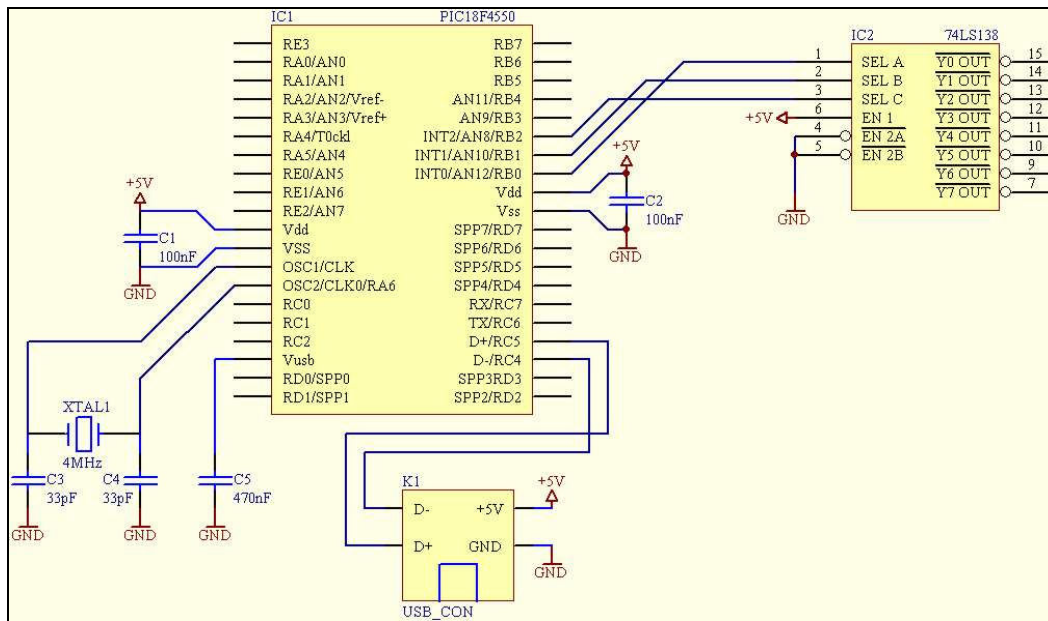 IC1 PIC18F4550
RE3 RB7
RA0/AN0 RB6
RA1/AN1 RB5
RA2/AN2/Vref- AN11/RB4
RA3/AN3/Vref+ AN9/RB3
RA4/T0ckl INT2/AN8/RB2
RA5/AN4 INT1/AN10/RB1
RE0/AN5 INT0/AN12/RB0
RE1/AN6 Vdd
RE2/AN7 Vss
Vdd SPP7/RD7
VSS SPP6/RD6
OSC1/CLK SPP5/RD5
OSC2/CLK0/RA6 SPP4/RD4
RC0 RX/RC7
RC1 TX/RC6
RC2 D+/RC5
Vusb D-/RC4
RD0/SPP0 SPP3RD3
RD1/SPP1 SPP2/RD2
IC2 74LS138
1 SEL A Y0 OUT 15
2 SEL B Y1 OUT 14
3 SEL C Y2 OUT 13
+5V 6 EN 1 Y3 OUT 12
4 EN 2A Y4 OUT 11
5 EN 2B Y5 OUT 10
Y6 OUT 9
Y7 OUT 7
GND
+5V
C2
100nF
GND
+5V
C1
100nF
GND
XTAL1
4MHz
C3
33pF
GND
C4
33pF
GND
C5
470nF
GND
K1
D- +5V
D+ GND
USB_CON
+5V
GND